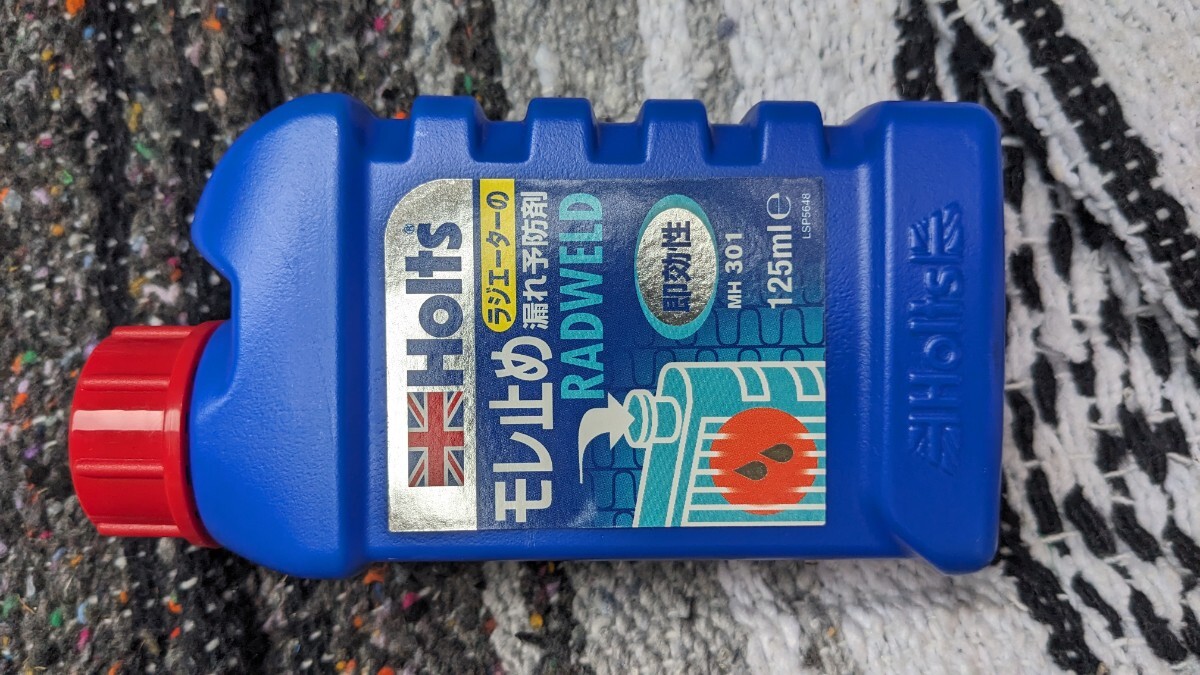 Holts®
ラジエーターの
モレ止め 漏れ予防剤
RADWELD
即効性
MH 301
125ml ℮
LSP5648
Holts